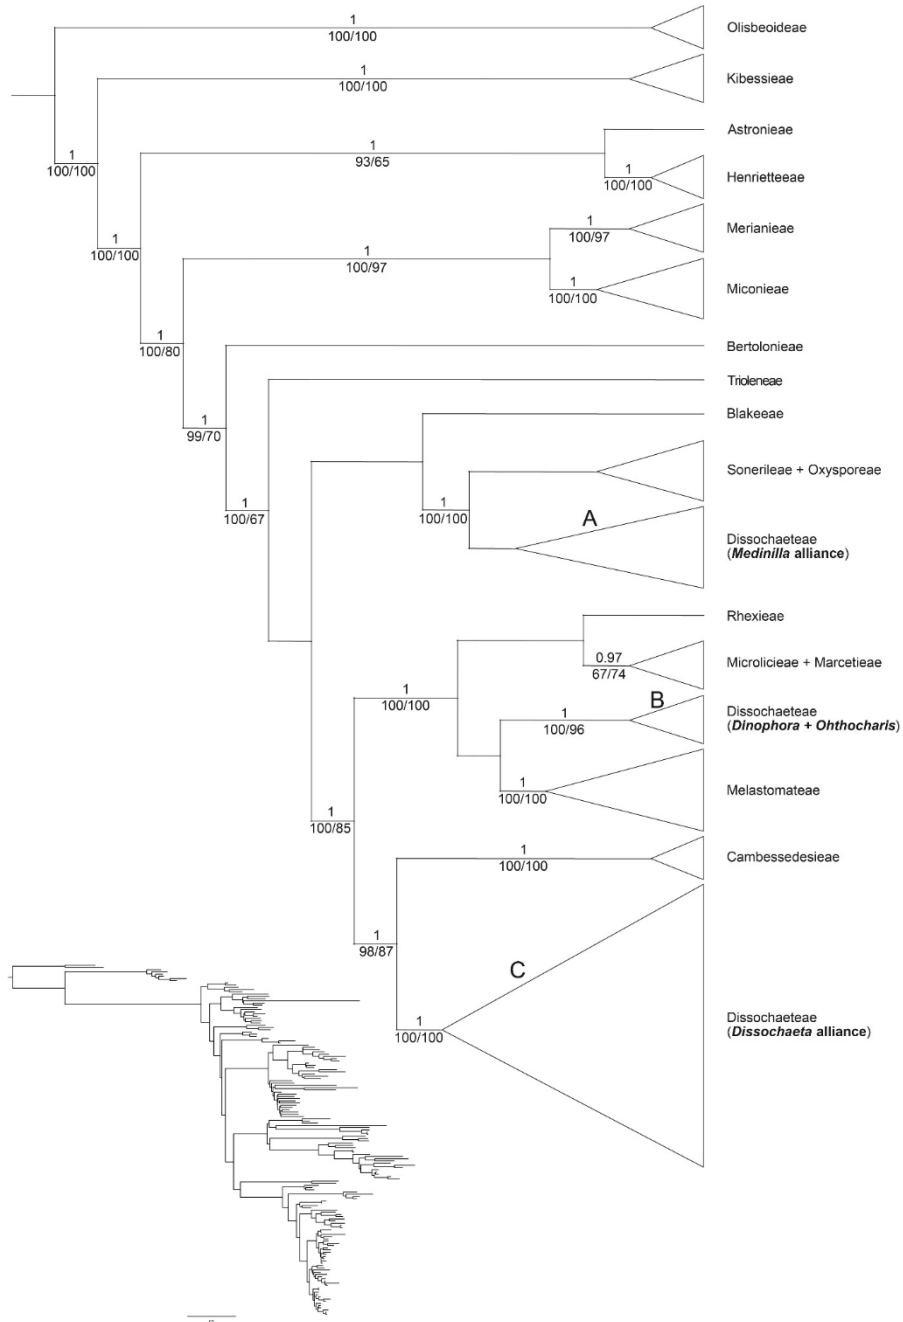 1
100/100
Olisbeoideae
1
100/100
Kibessieae
1
100/100
Astronieae
1
93/65
1
100/100
Henrietteeae
1
100/97
Merianieae
1
100/100
1
100/97
1
100/100
Miconieae
1
100/80
Bertolonieae
Trioleneae
Blakeeae
1
99/70
Sonerileae + Oxysporeae
1
100/67
1
100/100
A
Dissochaeteae
(Medinilla alliance)
Rhexieae
0.97
67/74
Microlicieae + Marcetieae
1
100/100
B
1
100/96
Dissochaeteae
(Dinophora + Ohthocharis)
1
100/100
Melastomateae
1
100/85
1
100/100
Cambessedesieae
1
98/87
C
1
100/100
Dissochaeteae
(Dissochaeta alliance)